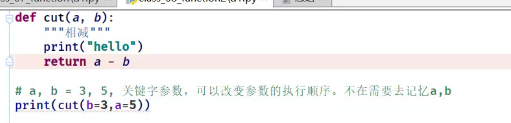 def cut(a, b):
    """相减"""
    print("hello")
    return a - b
# a, b = 3, 5, 关键字参数，可以改变参数的执行顺序。不在需要去记忆a,b
print(cut(b=3,a=5))